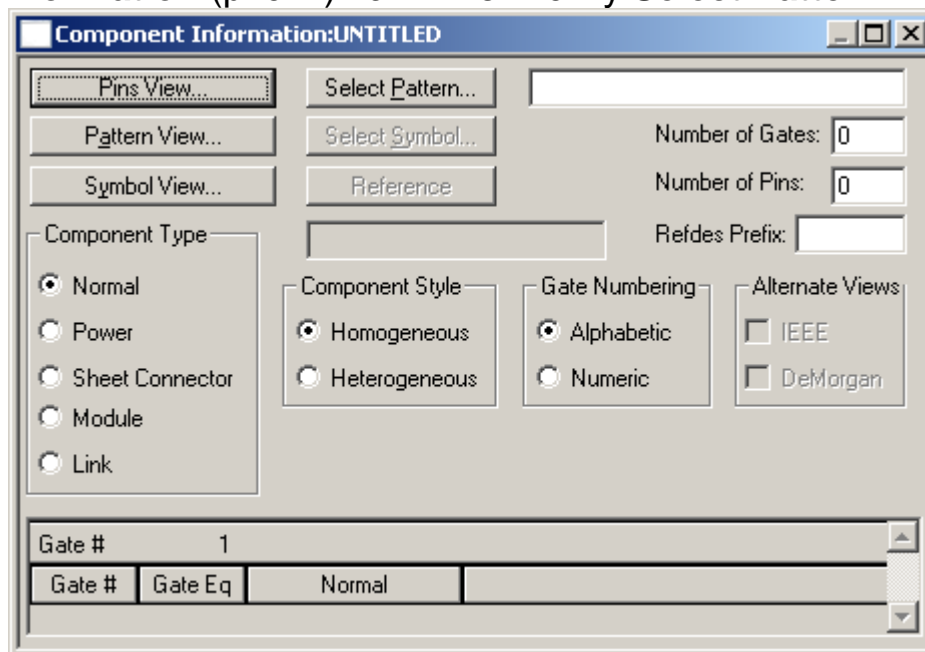 Component Information:UNTITLED
Pins View... Select Pattern...
Pattern View... Select Symbol... Number of Gates: 0
Symbol View... Reference Number of Pins: 0
Component Type Refdes Prefix:
Normal Component Style Gate Numbering Alternate Views
Power Homogeneous Alphabetic IEEE
Sheet Connector Heterogeneous Numeric DeMorgan
Module
Link
Gate # 1
Gate # Gate Eq Normal